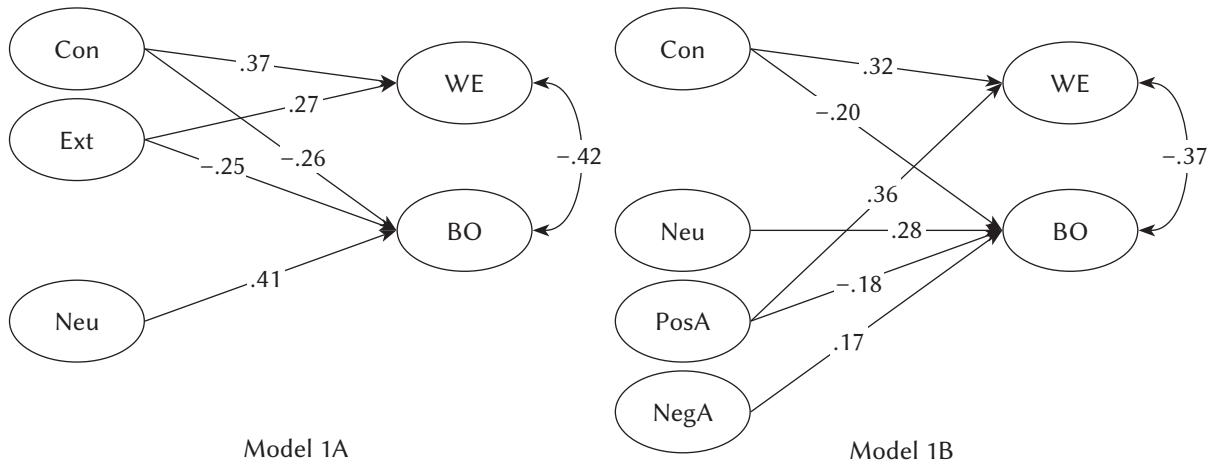 Con
.37
WE
.27
Ext
−.26
−.25
−.42
BO
.41
Neu
Model 1A
Con
.32
WE
−.20
−.37
.36
Neu
.28
BO
−.18
PosA
.17
NegA
Model 1B